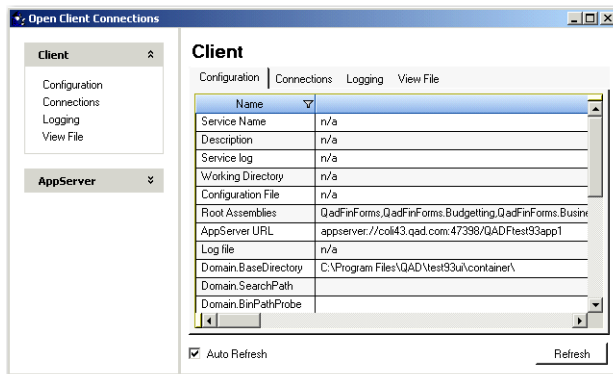 Open Client Connections
Client
Configuration
Connections
Logging
View File
AppServer
Client
Configuration Connections Logging View File
Name
Service Name n/a
Description n/a
Service log n/a
Working Directory n/a
Configuration File n/a
Root Assemblies QadFinForms,QadFinForms.Budgetting,QadFinForms.Busine
AppServer URL appserver://coli43.qad.com:47398/QADFtest93app1
Log file n/a
Domain.BaseDirectory C:\Program Files\QAD\test93ui\container\
Domain.SearchPath
Domain.BinPathProbe
Auto Refresh Refresh